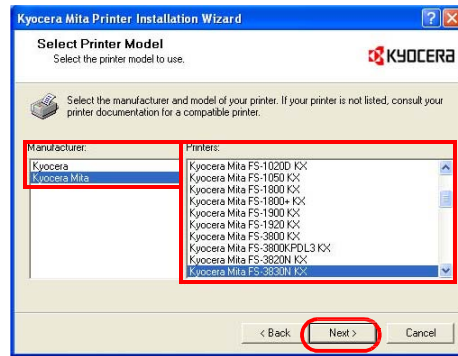 Kyocera Mita Printer Installation Wizard
Select Printer Model
Select the printer model to use.
KYOCERA
Select the manufacturer and model of your printer. If your printer is not listed, consult your
printer documentation for a compatible printer.
Manufacturer:
Kyocera
Kyocera Mita
Printers:
Kyocera Mita FS-1020D KX
Kyocera Mita FS-1050 KX
Kyocera Mita FS-1800 KX
Kyocera Mita FS-1800+ KX
Kyocera Mita FS-1900 KX
Kyocera Mita FS-1920 KX
Kyocera Mita FS-3800 KX
Kyocera Mita FS-3800KPDL3 KX
Kyocera Mita FS-3820N KX
Kyocera Mita FS-3830N KX
< Back Next > Cancel